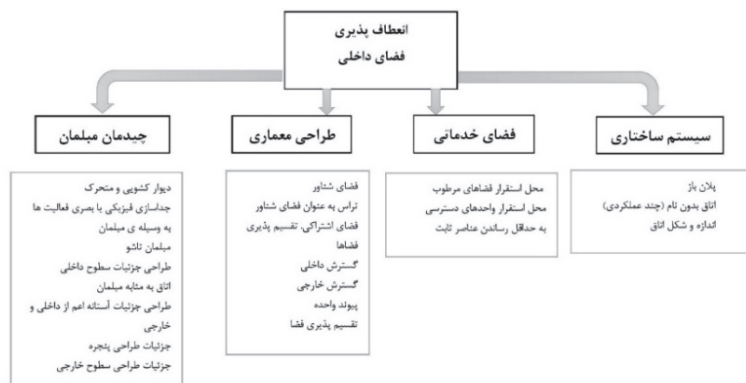 انعطاف پذیری
فضای داخلی
سیستم ساختاری
فضای خدماتی
طراحی معماری
چیدمان مبلمان
پلان باز
اتاق بدون نام (چند عملکردی)
اندازه و شکل اتاق
محل استقرار فضاهای مرطوب
محل استقرار واحدهای دسترسی
به حداقل رساندن عناصر ثابت
فضای شناور
تراس به عنوان فضای شناور
فضای اشتراکی، تقسیم پذیری
فضاها
گسترش داخلی
گسترش خارجی
پیوند واحده
تقسیم پذیری فضا
دیوار کشویی و متحرک
جداسازی فیزیکی با بصری فعالیت ها
به وسیله ی مبلمان
مبلمان تاشو
طراحی جزئیات سطوح داخلی
اتاق به مثابه مبلمان
طراحی جزئیات آستانه اعم از داخلی و
خارجی
جزئیات طراحی پنجره
جزئیات طراحی سطوح خارجی